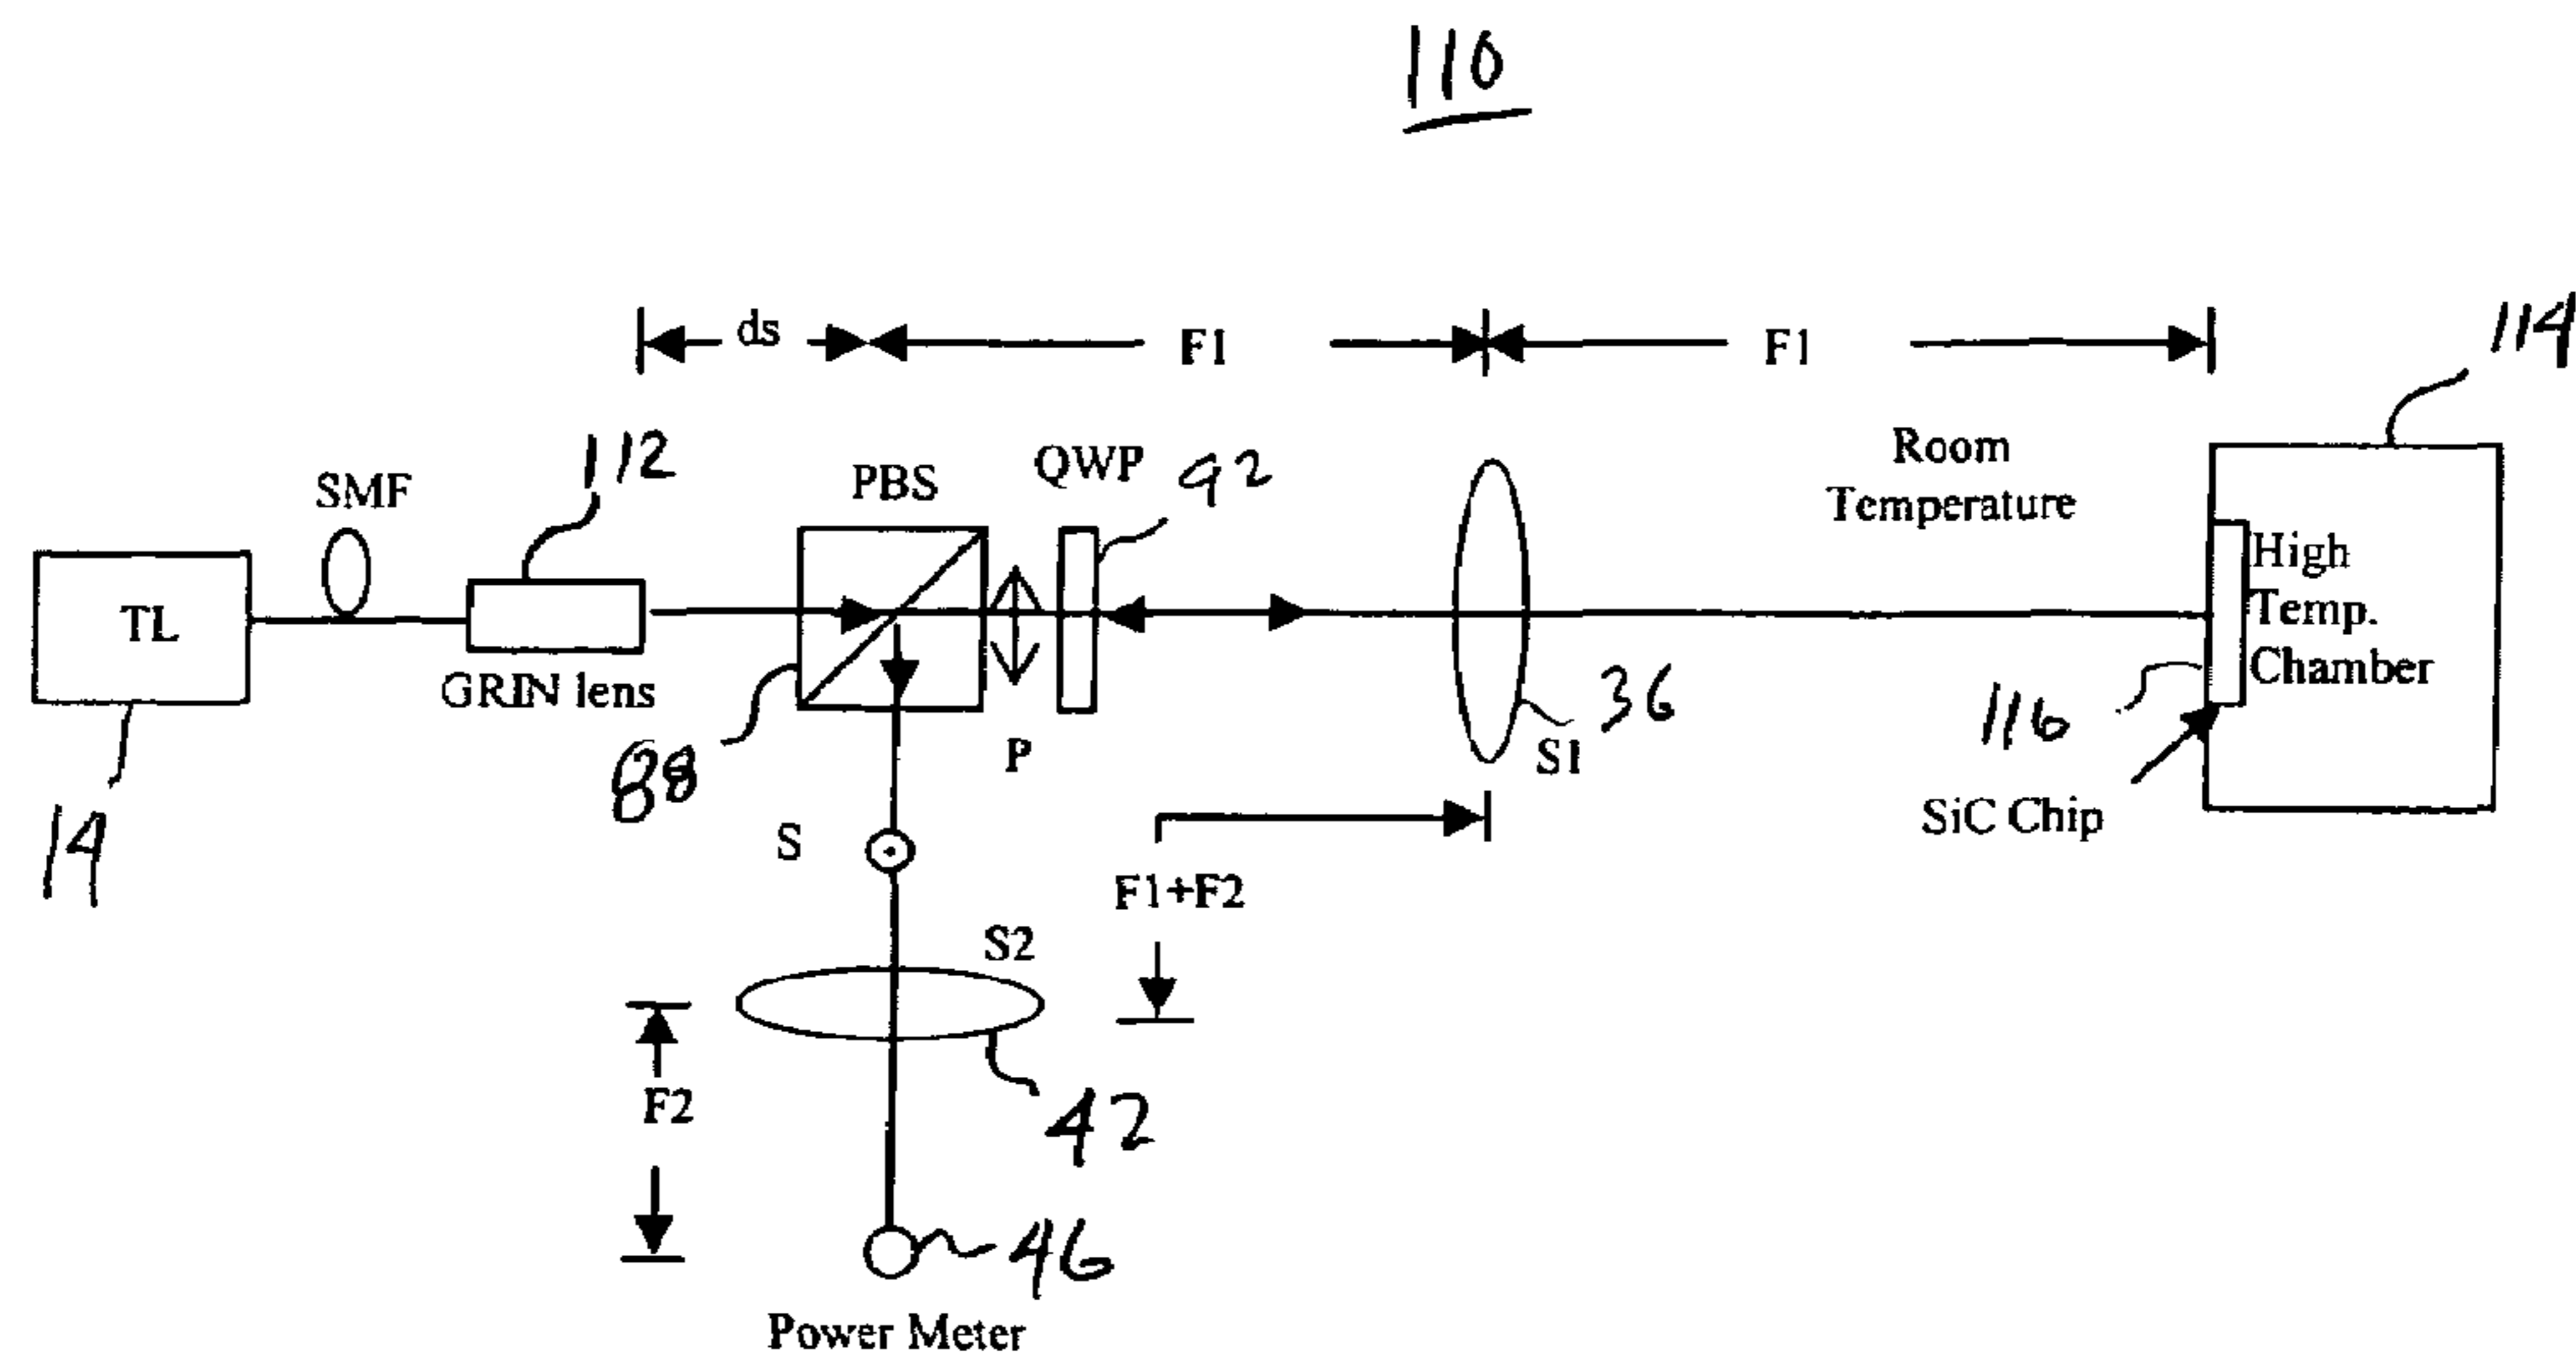 110
ds
F1
F1
114
112
SMF
PBS
QWP
92
Room
Temperature
TL
GRIN lens
High
Temp.
Chamber
14
88
P
36
S1
116
SiC Chip
S
F1+F2
S2
F2
42
46
Power Meter